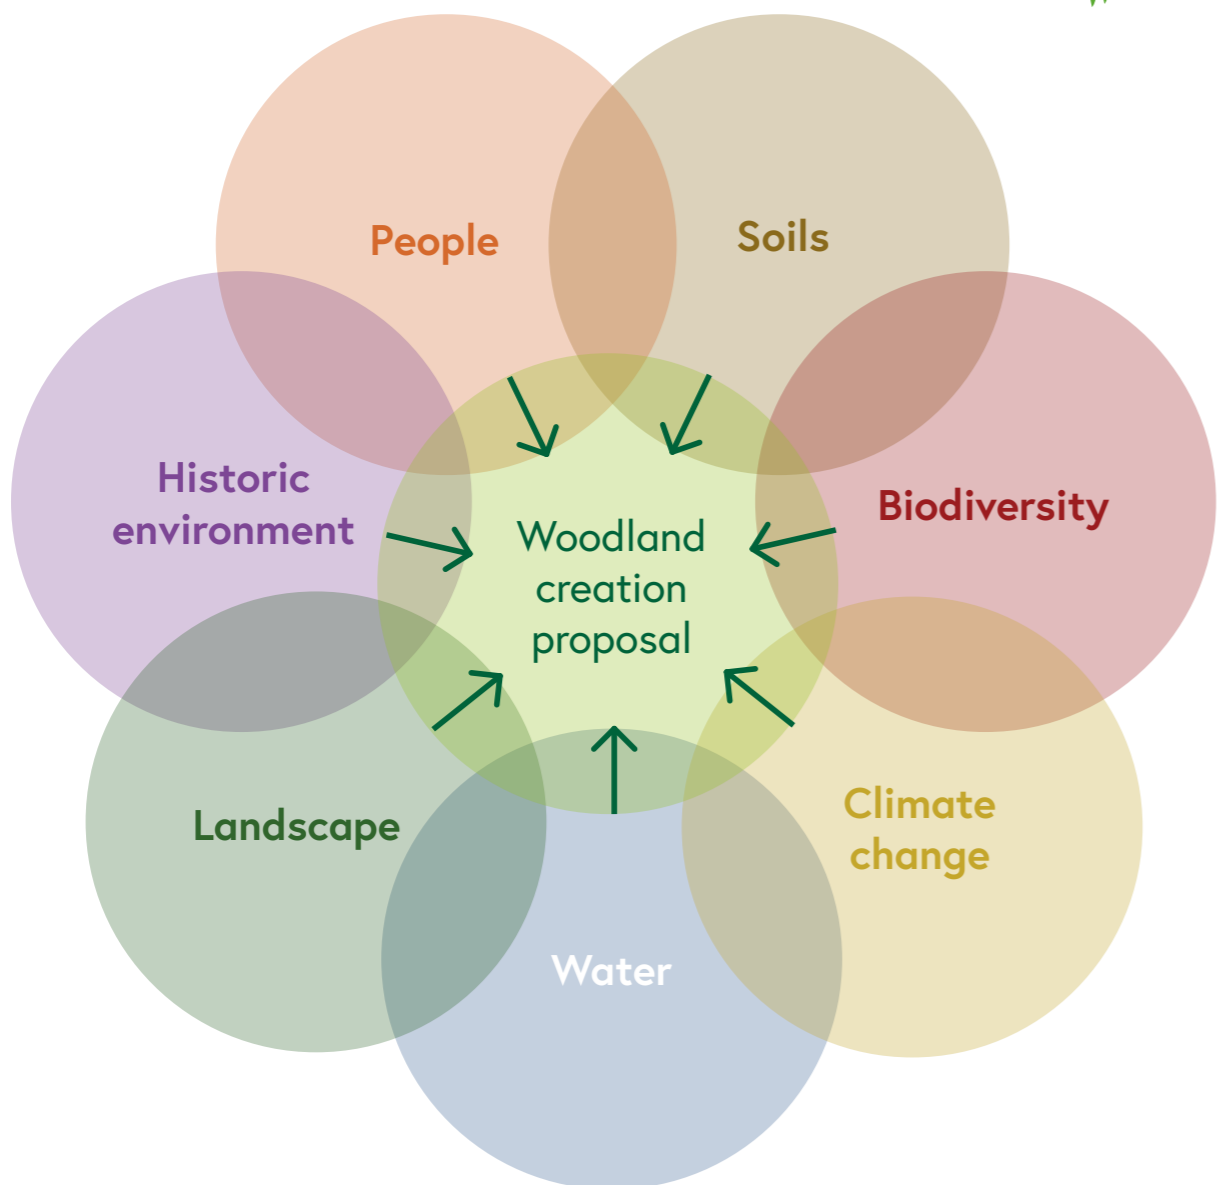 People
Soils
Historic
environment
Biodiversity
Woodland
creation
proposal
Landscape
Climate
change
Water